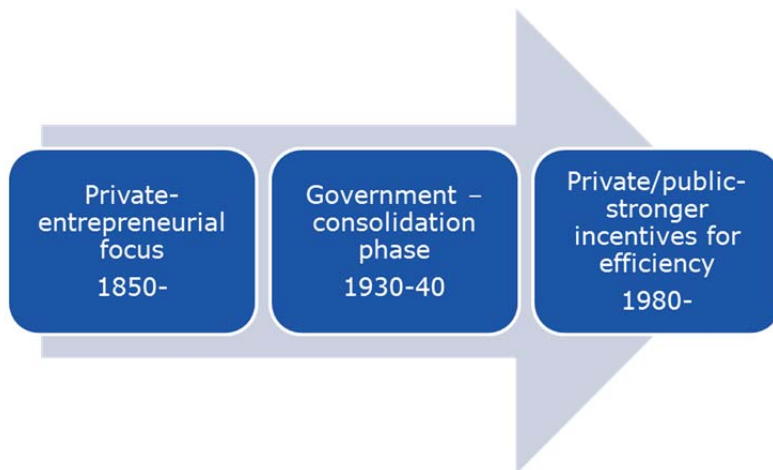 Private-
entrepreneurial
focus
1850-
Government –
consolidation
phase
1930-40
Private/public-
stronger
incentives for
efficiency
1980-